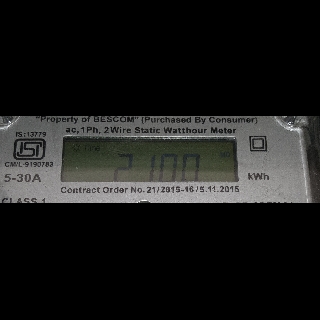 "Property of BESCOM" (Purchased By Consumer)
ac, 1Ph, 2Wire Static Watthour Meter
IS:13779
CM/L-9190783
5-30A
2100
kWh
Contract Order No. 21/2015-16/5.11.2015
CLASS 1